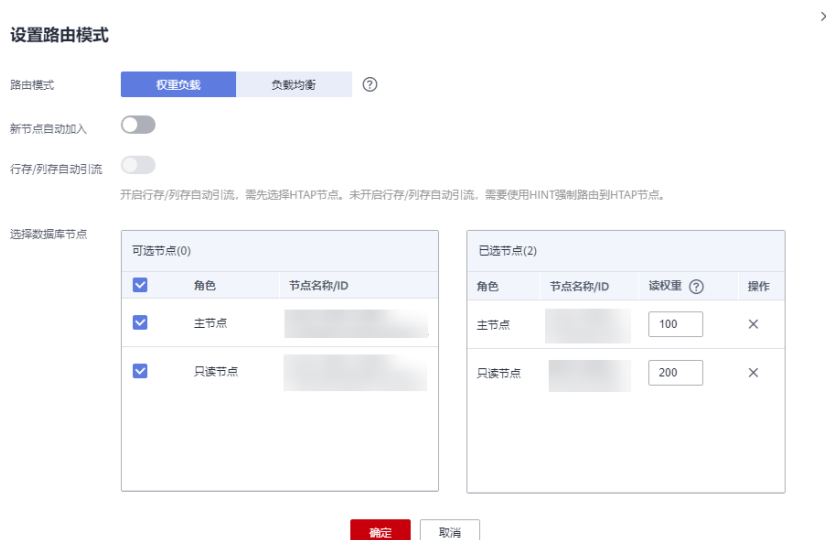 设置路由模式
路由模式 权重负载 负载均衡 ?
新节点自动加入
行存/列存自动引流
开启行存/列存自动引流，需先选择HTAP节点。未开启行存/列存自动引流，需要使用HINT强制路由到HTAP节点。
选择数据库节点
可选节点(0)
角色 节点名称/ID
主节点
只读节点
已选节点(2)
角色 节点名称/ID 读权重 ? 操作
主节点 100
只读节点 200
确定 取消